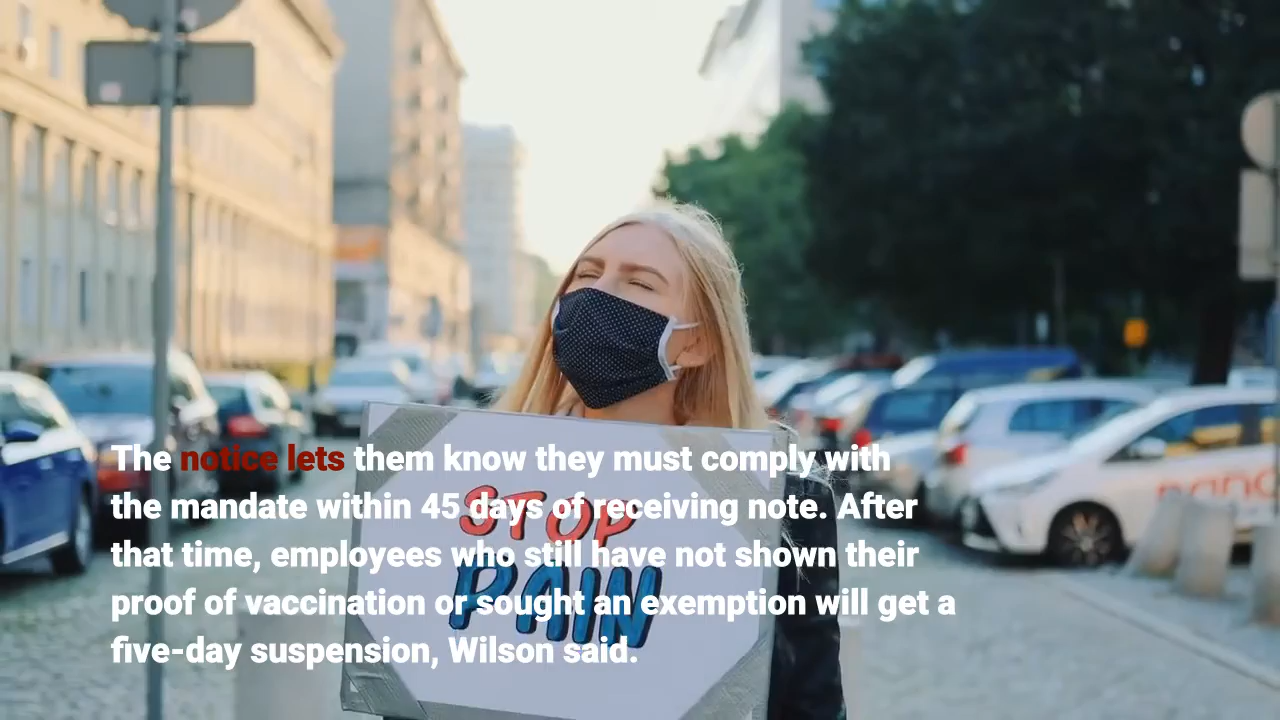 The notice lets them know they must comply with
the mandate within 45 days of receiving note. After
that time, employees who still have not shown their
proof of vaccination or sought an exemption will get a
five-day suspension, Wilson said.
STOP
PAIN